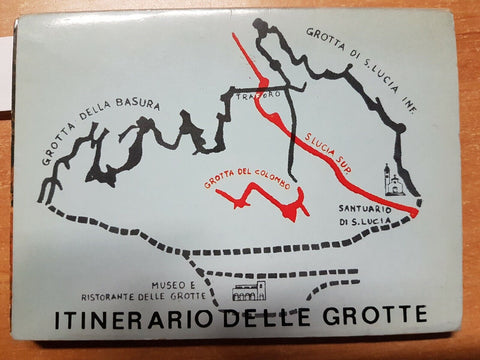 GROTTA DI S. LUCIA INF.
GROTTA DELLA BASURA
TRAFORO
S. LUCIA SUP.
GROTTA DEL COLOMBO
SANTUARIO
DI S. LUCIA
MUSEO E
RISTORANTE DELLE GROTTE
ITINERARIO DELLE GROTTE